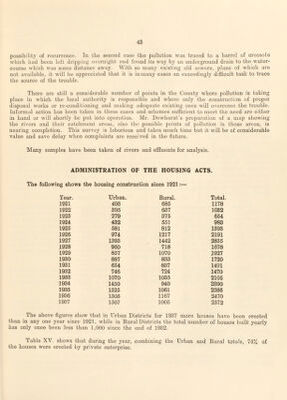 43
possibility of recurrence. In the second case the pollution was traced to a barrel of creosote
which had been left dripping overnight and found its way by an underground drain to the water-
course which was some distance away. With so many existing old sewers, plans of which are
not available, it will be appreciated that it is in many cases an exceedingly difficult task to trace
the source of the trouble.
There are still a considerable number of points in the County where pollution is taking
place in which the local authority is responsible and where only the construction of proper
disposal works or re-conditioning and making adequate existing ones will overcome the trouble.
Informal action has been taken in these cases and schemes sufficient to meet the need are either
in hand or will shortly be put into operation. Mr. Dewhurst's preparation of a map showing
the rivers and their catchment areas, also the possible points of pollution in those areas, is
nearing completion. This survey is laborious and takes much time but it will be of considerable
value and save delay when complaints are received in the future.
Many samples have been taken of rivers and effluents for analysis.
ADMINISTRATION OF THE HOUSING ACTS.
The following shows the housing construction since 1921:—
Year. Urban. Rural. Total.
1921 493 685 1178
1922 395 637 1032
1923 279 375 654
1924 432 551 983
1925 581 812 1393
1926 974 1217 2191
1927 1393 1442 2835
1928 960 718 1678
1929 857 1070 1927
1930 887 833 1720
1931 654 837 1491
1932 746 724 1470
1933 1070 1035 2105
1934 1450 940 2390
1935 1325 1061 2386
1936 1303 1167 2470
1937 1507 1065 2572
The above figures show that in Urban Districts for 1937 more houses have been erected
than in any one year since 1921, while in Rural Districts the total number of houses built yearly
has only once been less than 1,000 since the end of 1932.
Table XV. shows that during the year, combining the Urban and Rural totals, 74% of
the houses were erected by private enterprise.